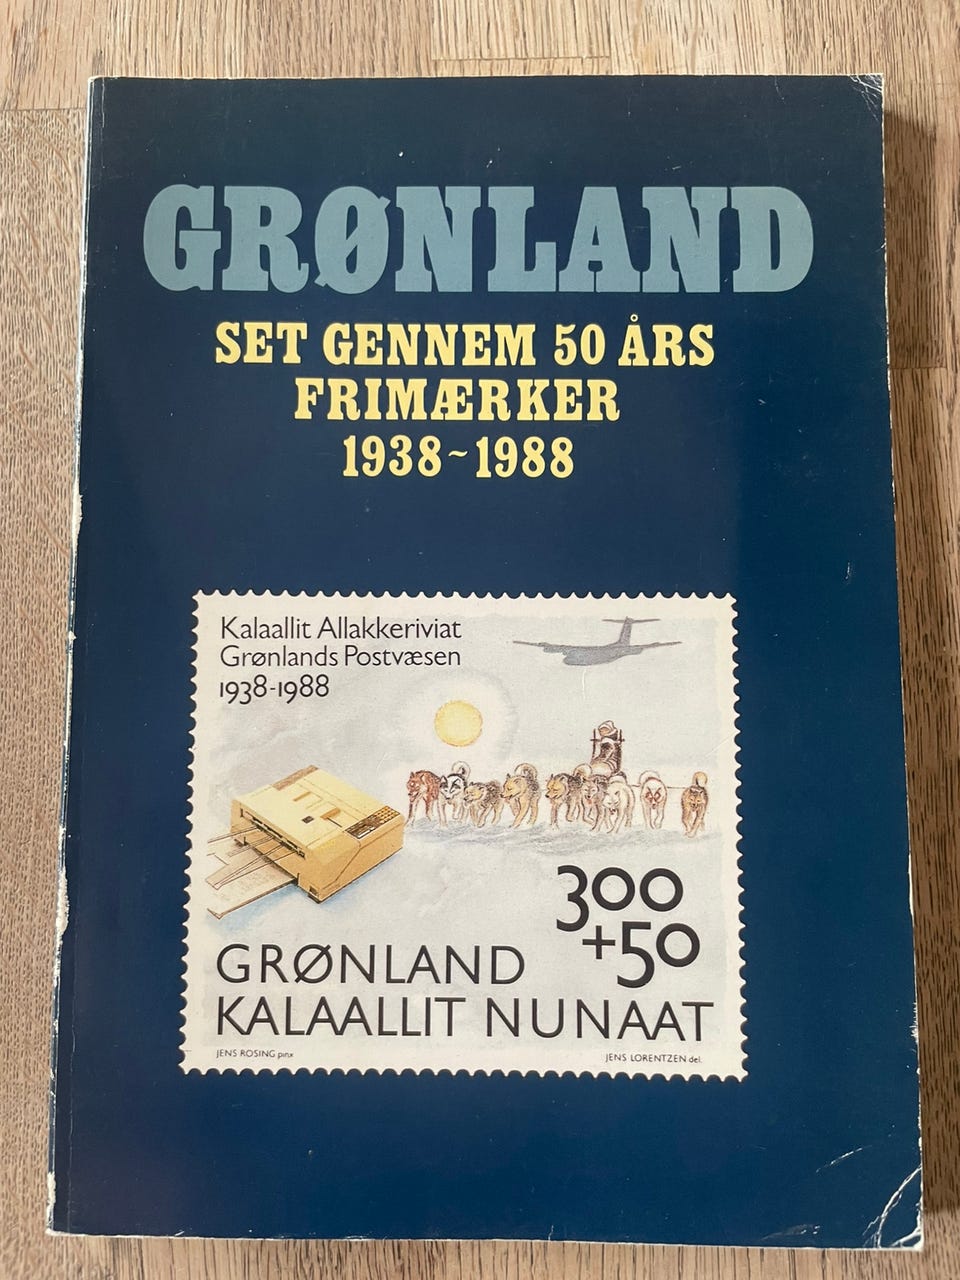 GRØNLAND
SET GENNEM 50 ÅRS
FRIMÆRKER
1938~1988
Kalaallit Allakkeriviat
Grønlands Postvæsen
1938-1988
300
+50
GRØNLAND
KALAALLIT NUNAAT
JENS ROSING pinx
JENS LORENTZEN del.